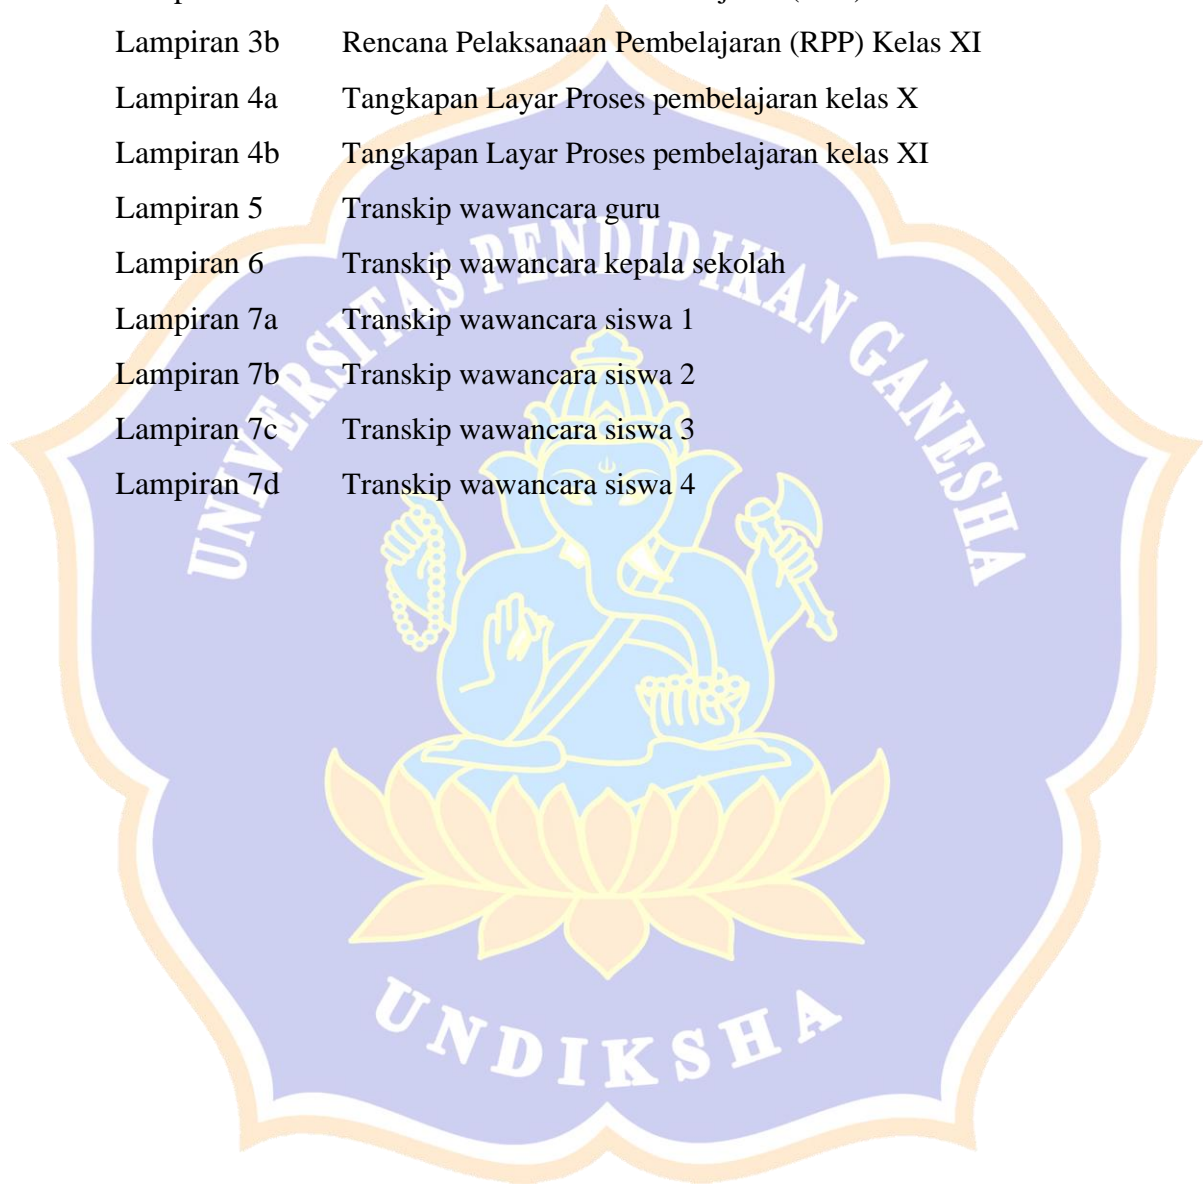 Lampiran 3b Rencana Pelaksanaan Pembelajaran (RPP) Kelas XI
Lampiran 4a Tangkapan Layar Proses pembelajaran kelas X
Lampiran 4b Tangkapan Layar Proses pembelajaran kelas XI
Lampiran 5 Transkip wawancara guru
Lampiran 6 Transkip wawancara kepala sekolah
Lampiran 7a Transkip wawancara siswa 1
Lampiran 7b Transkip wawancara siswa 2
Lampiran 7c Transkip wawancara siswa 3
Lampiran 7d Transkip wawancara siswa 4
UNIVERSITAS PENDIDIKAN GANESHA
UNDIKSHA